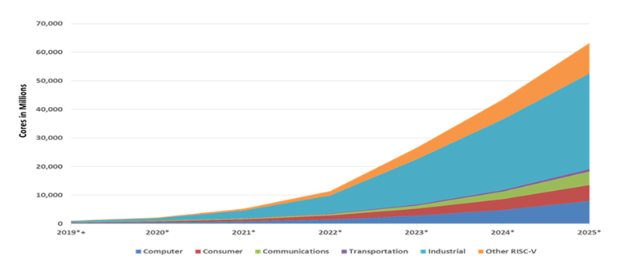 70,000
60,000
50,000
40,000
30,000
20,000
10,000
0
Cores in Millions
2019*+ 2020* 2021* 2022* 2023* 2024* 2025*
Computer Consumer Communications Transportation Industrial Other RISC-V